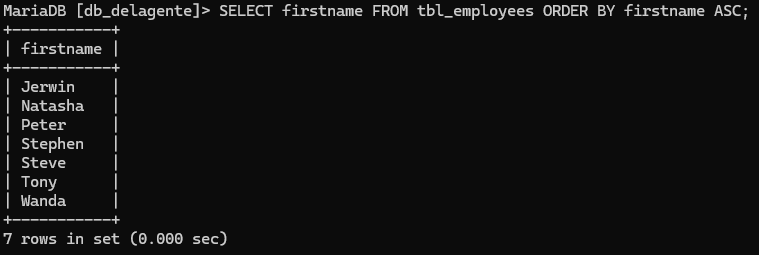 MariaDB [db_delagente]> SELECT firstname FROM tbl_employees ORDER BY firstname ASC;
+-----------+
| firstname |
+-----------+
| Jerwin    |
| Natasha   |
| Peter     |
| Stephen   |
| Steve     |
| Tony      |
| Wanda     |
+-----------+
7 rows in set (0.000 sec)